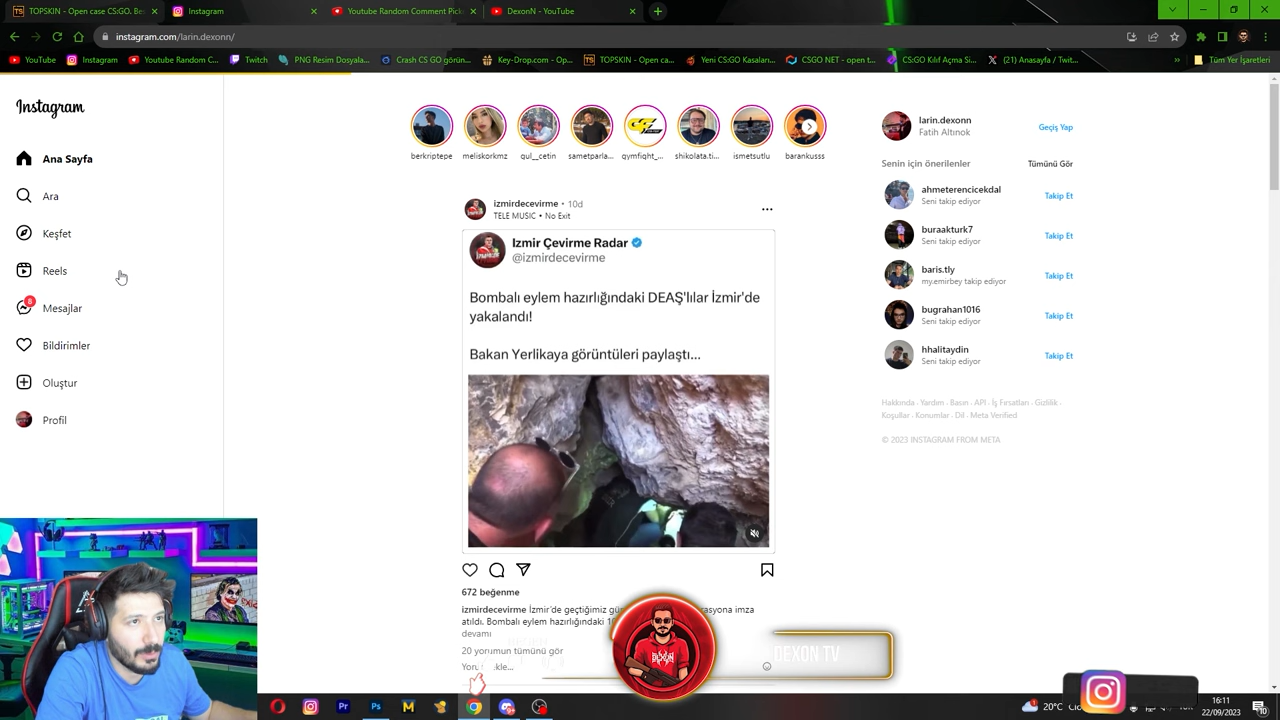 TOPSKIN - Open case CS:GO. Bes
Instagram
YouTube Random Comment Picke
DexonN - YouTube
instagram.com/larin.dexonn/
YouTube
Instagram
Youtube Random C...
Twitch
PNG Resim Dosyala...
Crash CS GO görün...
Key-Drop.com - Op...
TOPSKIN - Open ca...
Yeni CS:GO Kasaları...
CSGO NET - open t...
CS:GO Kılıf Açma Si...
(21) Anasayfa / Twit...
»
Tüm Yer İşaretleri
Instagram
Ana Sayfa
Ara
Keşfet
Reels
8
Mesajlar
Bildirimler
Oluştur
Profil
berkriptepe
meliskorkmz
qul__cetin
sametparla...
gymfight_...
shikolata.ti...
ismetsutlu
barankusss
izmirdecevirme • 10d
TELE MUSIC • No Exit
İzmir Çevirme Radar
@izmirdecevirme
Bombalı eylem hazırlığındaki DEAŞ'lılar İzmir'de
yakalandı!
Bakan Yerlikaya görüntüleri paylaştı...
672 beğenme
izmirdecevirme İzmir'de geçtiğimiz imza
atıldı. Bombalı eylem hazırlığındaki
devamı
20 yorumun tümünü gör
larin.dexonn
Fatih Altınok
Geçiş Yap
Senin için önerilenler
Tümünü Gör
ahmeterencicekdal
Seni takip ediyor
Takip Et
buraakturk7
Seni takip ediyor
Takip Et
baris.tly
my.emirbey takip ediyor
Takip Et
bugrahan1016
Seni takip ediyor
Takip Et
hhalitaydin
Seni takip ediyor
Takip Et
Hakkında · Yardım · Basın · API · İş Fırsatları · Gizlilik ·
Koşullar · Konumlar · Dil · Meta Verified
© 2023 INSTAGRAM FROM META
DEXON
DEXON TV
20°C
16:11
22/09/2023